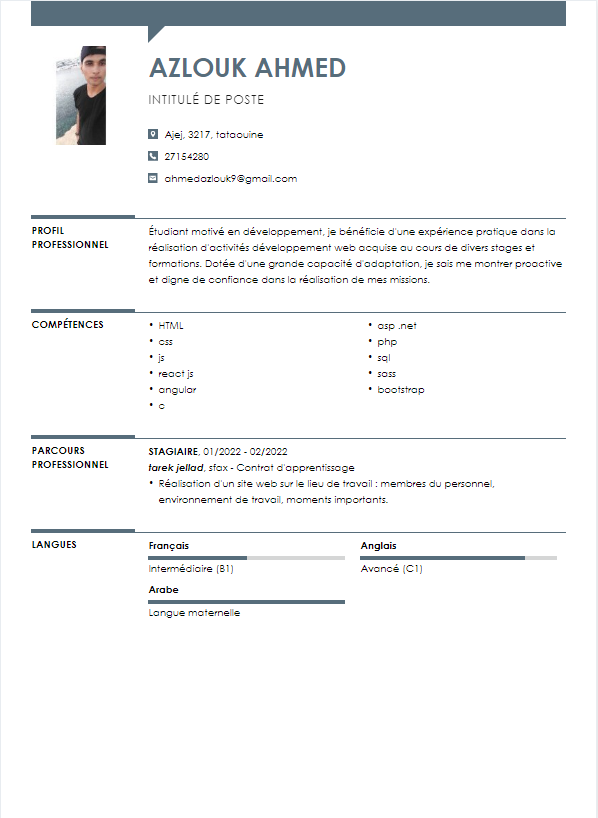 AZLOUK AHMED
INTITULÉ DE POSTE
Ajej, 3217, tataouine
27154280
ahmedazlouk9@gmail.com
PROFIL
PROFESSIONNEL
Étudiant motivé en développement, je bénéficie d'une expérience pratique dans la
réalisation d'activités développement web acquise au cours de divers stages et
formations. Dotée d'une grande capacité d'adaptation, je sais me montrer proactive
et digne de confiance dans la réalisation de mes missions.
COMPÉTENCES
• HTML
• css
• js
• react js
• angular
• c
• asp .net
• php
• sql
• sass
• bootstrap
PARCOURS
PROFESSIONNEL
STAGIAIRE, 01/2022 - 02/2022
tarek jellad, sfax - Contrat d'apprentissage
• Réalisation d'un site web sur le lieu de travail : membres du personnel,
environnement de travail, moments importants.
LANGUES
Français
Intermédiaire (B1)
Anglais
Avancé (C1)
Arabe
Langue maternelle